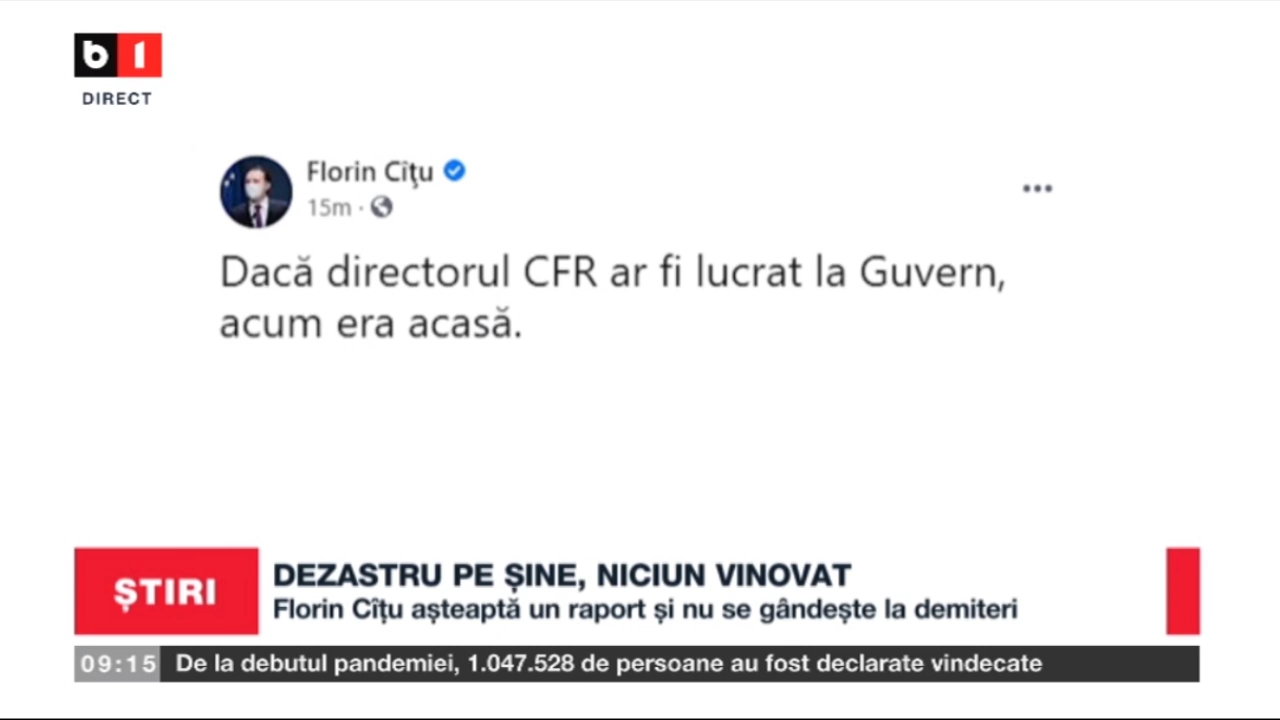 b1
DIRECT
Florin Cîțu
15m ·
Dacă directorul CFR ar fi lucrat la Guvern,
acum era acasă.
ȘTIRI
DEZASTRU PE ȘINE, NICIUN VINOVAT
Florin Cîțu așteaptă un raport și nu se gândește la demiteri
09:15
De la debutul pandemiei, 1.047.528 de persoane au fost declarate vindecate